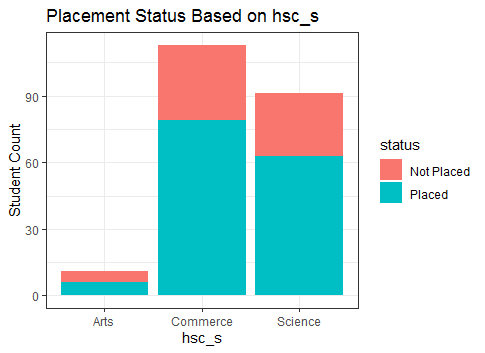 Placement Status Based on hsc_s
Student Count
90
60
30
0
Arts Commerce Science
hsc_s
status
Not Placed
Placed